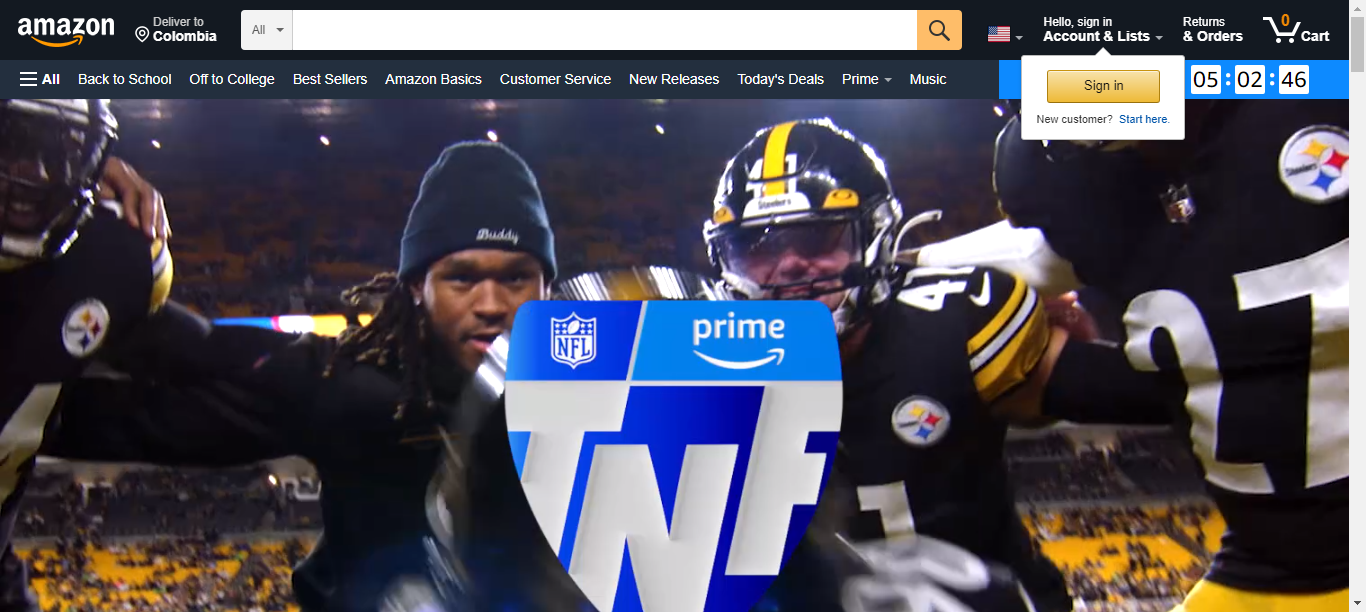 amazon
Deliver to
Colombia
All
Hello, sign in
Account & Lists
Returns
& Orders
0
Cart
All
Back to School
Off to College
Best Sellers
Amazon Basics
Customer Service
New Releases
Today's Deals
Prime
Music
05 : 02 : 46
Sign in
New customer? Start here.
Buddy
Steelers
Steelers
41
NFL
prime
TNF